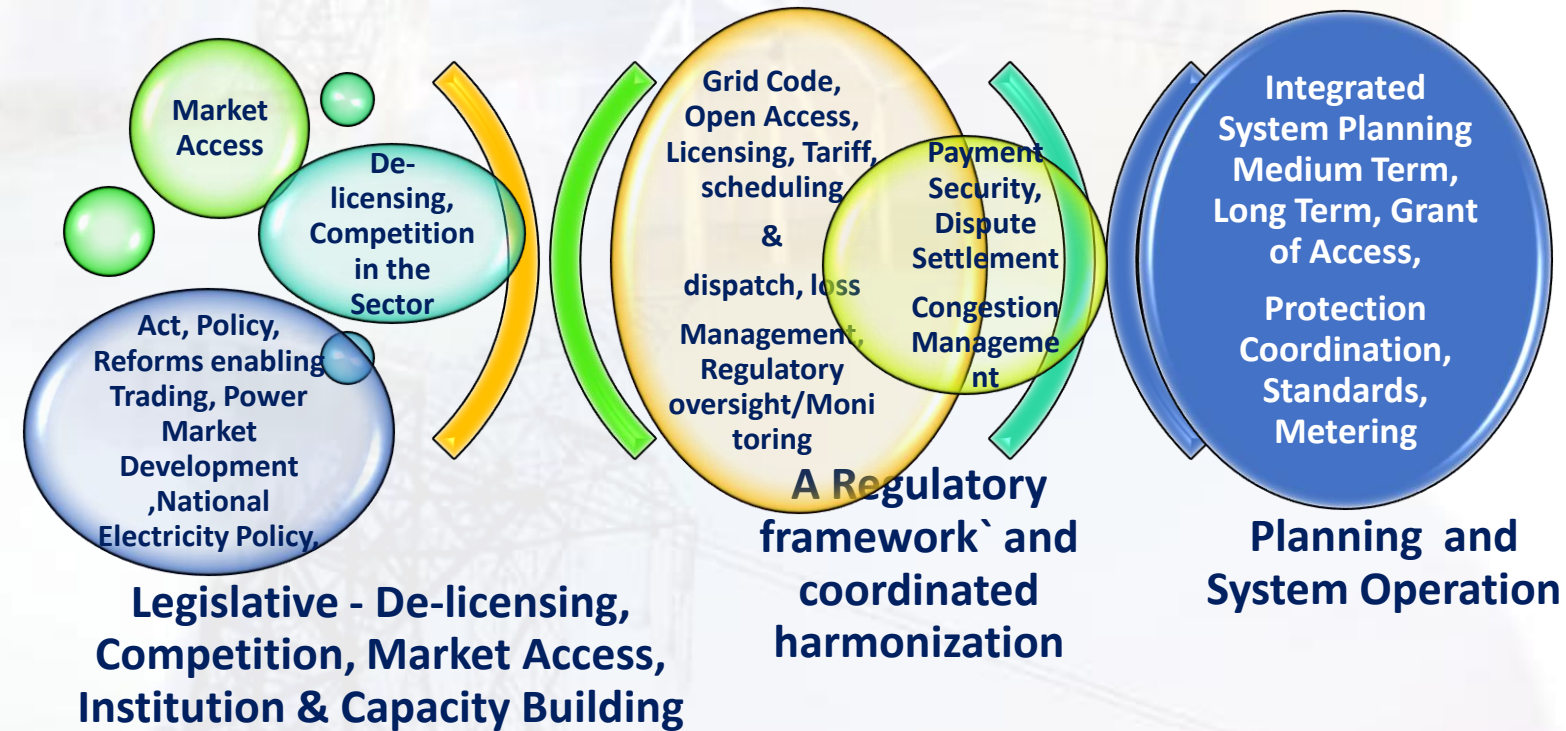 Market
Access
De-
licensing,
Competition
in the
Sector
Act, Policy,
Reforms enabling
Trading, Power
Market
Development
,National
Electricity Policy,
Legislative - De-licensing,
Competition, Market Access,
Institution & Capacity Building
Grid Code,
Open Access,
Licensing, Tariff,
scheduling
&
dispatch, loss
Management,
Regulatory
oversight/Moni
toring
Payment
Security,
Dispute
Settlement
Congestion
Manageme
nt
A Regulatory
framework` and
coordinated
harmonization
Integrated
System Planning
Medium Term,
Long Term, Grant
of Access,
Protection
Coordination,
Standards,
Metering
Planning and
System Operation